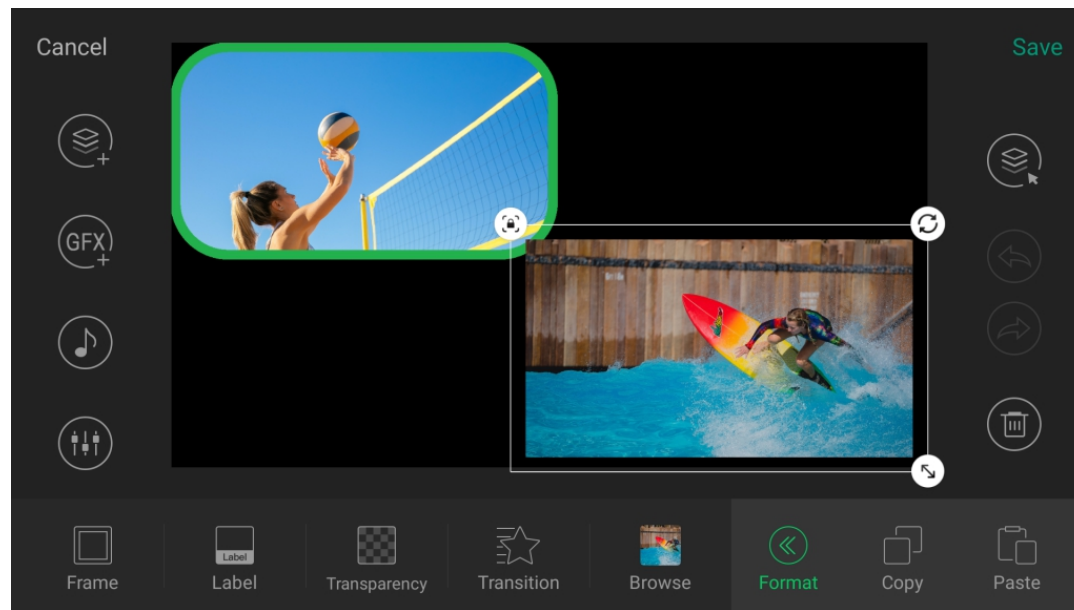 Cancel
Save
GFX
Label
Frame
Label
Transparency
Transition
Browse
Format
Copy
Paste